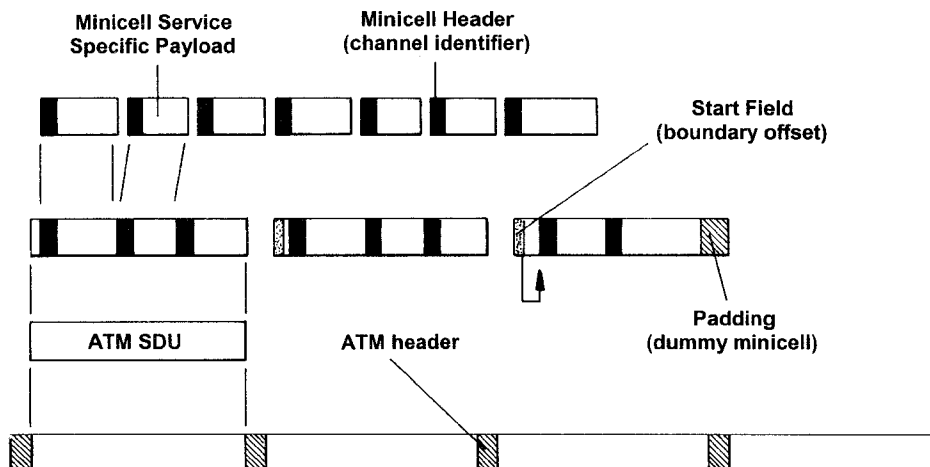 Minicell Service
Specific Payload
Minicell Header
(channel identifier)
Start Field
(boundary offset)
Padding
(dummy minicell)
ATM SDU
ATM header